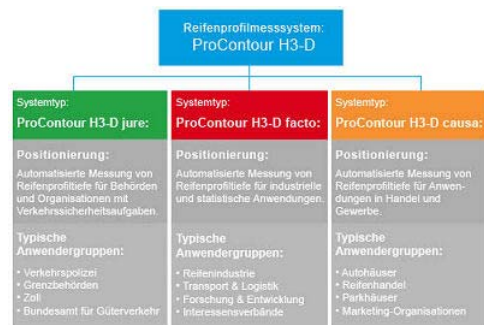 Reifenprofilmesssystem:
ProContour H3-D
Systemtyp:
ProContour H3-D jure:
Positionierung:
Automatisierte Messung von
Reifenprofiltiefe für Behörden
und Organisationen mit
Verkehrssicherheitsaufgaben.
Typische
Anwendergruppen:
• Verkehrspolizei
• Grenzbehörden
• Zoll
• Bundesamt für Güterverkehr
Systemtyp:
ProContour H3-D facto:
Positionierung:
Automatisierte Messung von
Reifenprofiltiefe für industrielle
und statistische Anwendungen.
Typische
Anwendergruppen:
• Reifenindustrie
• Transport & Logistik
• Forschung & Entwicklung
• Interessensverbände
Systemtyp:
ProContour H3-D causa:
Positionierung:
Automatisierte Messung von
Reifenprofiltiefe für Anwen-
dungen in Handel und
Gewerbe.
Typische
Anwendergruppen:
• Autohäuser
• Reifenhandel
• Parkhäuser
• Marketing-Organisationen